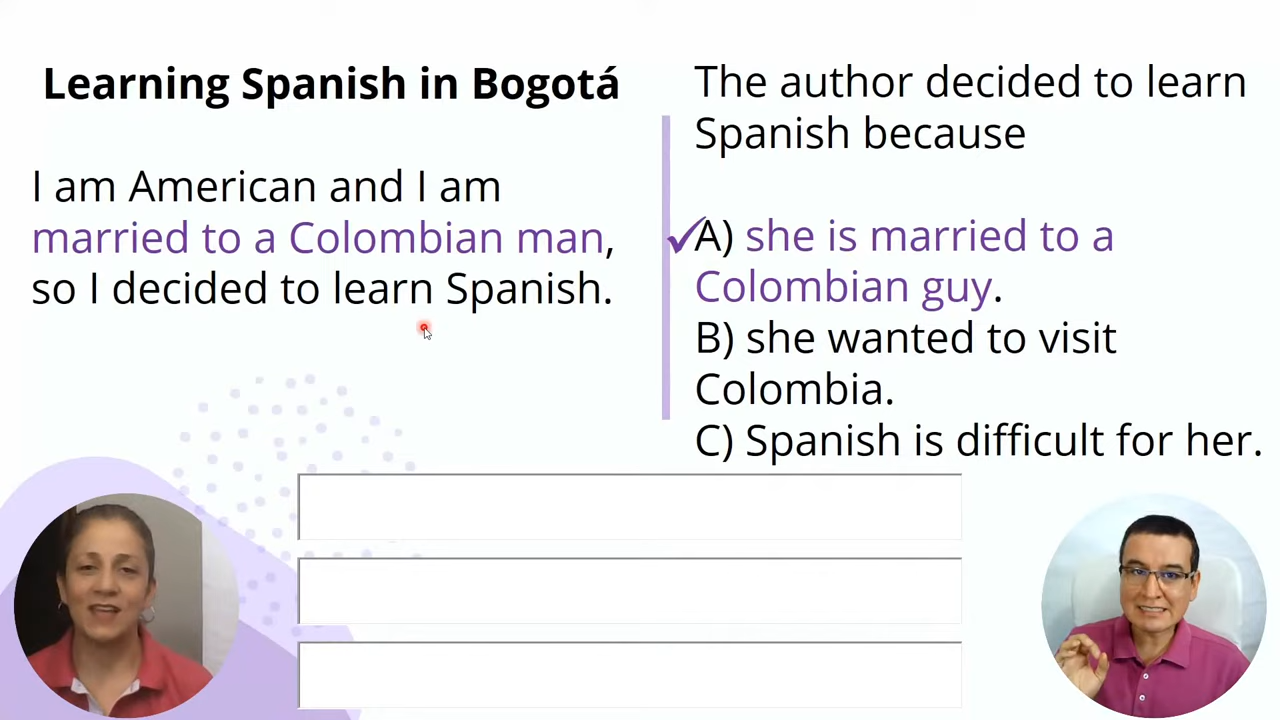 Learning Spanish in Bogotá
I am American and I am
married to a Colombian man,
so I decided to learn Spanish.
The author decided to learn
Spanish because
✓A) she is married to a
Colombian guy.
B) she wanted to visit
Colombia.
C) Spanish is difficult for her.